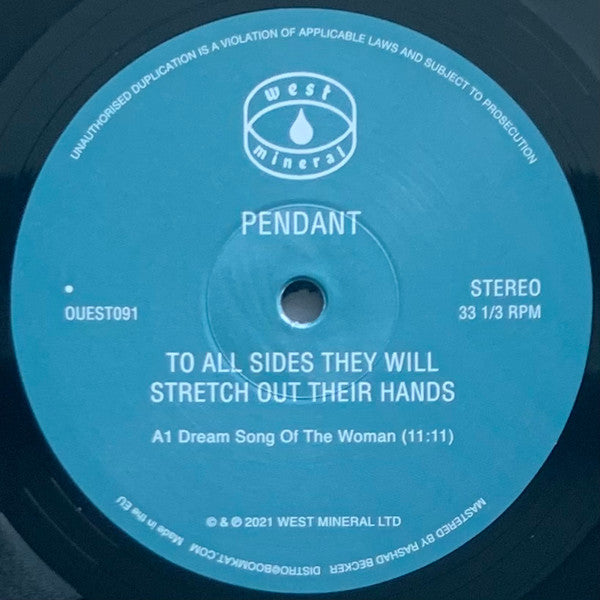 UNAUTHORISED DUPLICATION IS A VIOLATION OF APPLICABLE LAWS AND SUBJECT TO PROSECUTION
west
mineral
PENDANT
OUEST091
STEREO
33 1/3 RPM
TO ALL SIDES THEY WILL
STRETCH OUT THEIR HANDS
A1 Dream Song Of The Woman (11:11)
© & ℗ 2021 WEST MINERAL LTD
Made in the EU
DISTRO@BOOMKAT.COM
MASTERED BY RASHAD BECKER